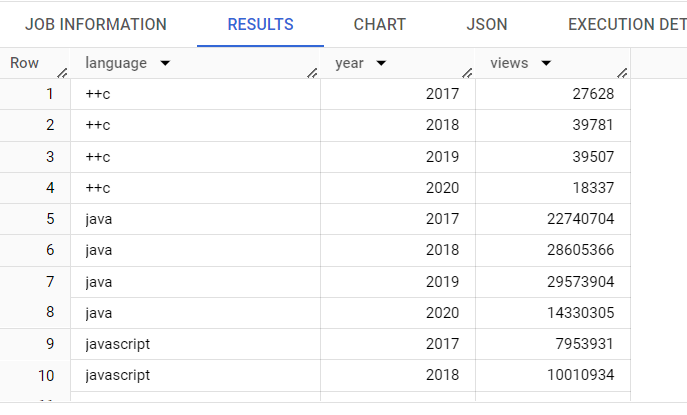 JOB INFORMATION RESULTS CHART JSON EXECUTION DET
Row language year views
1 ++c 2017 27628
2 ++c 2018 39781
3 ++c 2019 39507
4 ++c 2020 18337
5 java 2017 22740704
6 java 2018 28605366
7 java 2019 29573904
8 java 2020 14330305
9 javascript 2017 7953931
10 javascript 2018 10010934